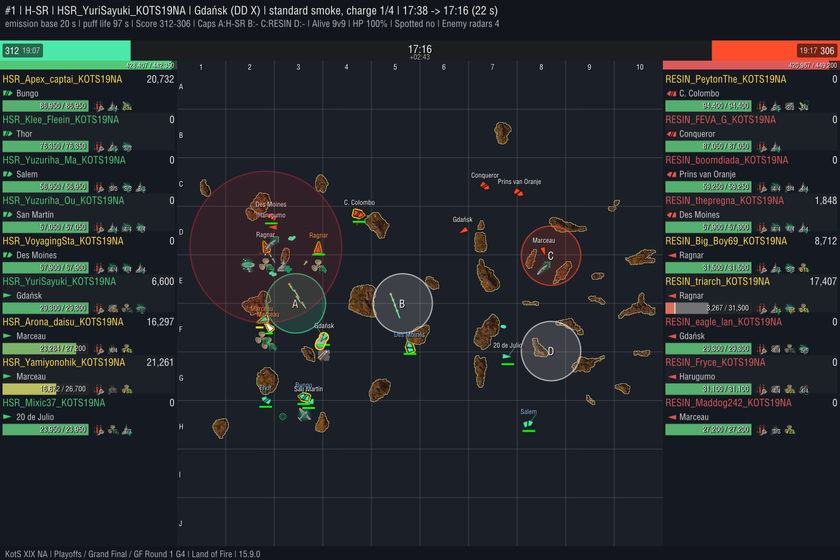 #1 | H-SR | HSR_YuriSayuki_KOTS19NA | Gdańsk (DD X) | standard smoke, charge 1/4 | 17:38 -> 17:16 (22 s)
emission base 20 s | puff life 97 s | Score 312-306 | Caps A:H-SR B:- C:RESIN D:- | Alive 9v9 | HP 100% | Spotted no | Enemy radars 4
312 19:07
17:16
+02:43
19:17 306
HSR_Apex_captai_KOTS19NA 20,732
Bungo
HSR_Klee_Fleein_KOTS19NA 0
Thor
HSR_Yuzuriha_Ma_KOTS19NA 0
Salem
HSR_Yuzuriha_Ou_KOTS19NA 0
San Martín
HSR_VoyagingSta_KOTS19NA 0
Des Moines
HSR_YuriSayuki_KOTS19NA 6,600
Gdańsk
HSR_Arona_daisu_KOTS19NA 16,297
Marceau
HSR_Yamiyonohik_KOTS19NA 21,261
Marceau
HSR_Mixic37_KOTS19NA 0
20 de Julio
1 2 3 4 5 6 7 8 9 10
A
B
C
D
E
F
G
H
I
J
Conqueror
Prins van Oranje
Des Moines
Harugumo
C. Colombo
Gdańsk
Ragnar
Ragnar
Marceau
C
A
B
Marceau
Gdańsk
Des Moines
20 de Julio
D
Thor
San Martín
Salem
RESIN_PeytonThe_KOTS19NA 0
C. Colombo
RESIN_FEVA_G_KOTS19NA 0
Conqueror
RESIN_boomdiada_KOTS19NA 0
Prins van Oranje
RESIN_thepregna_KOTS19NA 1,848
Des Moines
RESIN_Big_Boy69_KOTS19NA 8,712
Ragnar
RESIN_triarch_KOTS19NA 17,407
Ragnar
RESIN_eagle_lan_KOTS19NA 0
Gdańsk
RESIN_Fryce_KOTS19NA 0
Harugumo
RESIN_Maddog242_KOTS19NA 0
Marceau
KotS XIX NA | Playoffs / Grand Final / GF Round 1 G4 | Land of Fire | 15.9.0